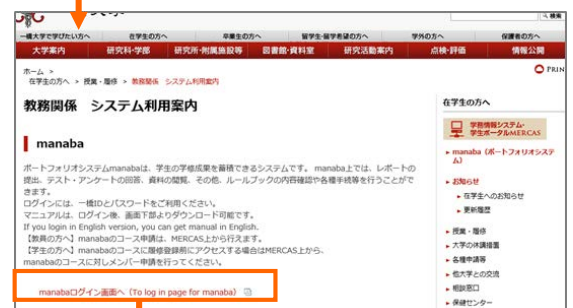 検索
一橋大学で学びたい方へ 在学生の方へ 卒業生の方へ 留学生・留学希望の方へ 学外の方へ 保護者の方へ
大学案内 研究科・学部 研究所・附属施設等 図書館・資料室 研究活動案内 点検・評価 情報公開
ホーム >
在学生の方へ > 授業・履修 > 教務関係 システム利用案内
PRIN
教務関係 システム利用案内
manaba
ポートフォリオシステムmanabaは、学生の学修成果を蓄積できるシステムです。manaba上では、レポートの
提出、テスト・アンケートの回答、資料の閲覧、その他、ルールブックの内容確認や各種手続等を行うことがで
きます。
ログインには、一橋IDとパスワードをご利用ください。
マニュアルは、ログイン後、画面下部よりダウンロード可能です。
If you login in English version, you can get manual in English.
【教員の方へ】manabaのコース申請は、MERCAS上から行えます。
【学生の方へ】manabaのコースに履修登録前にアクセスする場合はMERCAS上から、
manabaのコースに対しメンバー申請を行ってください。
manabaログイン画面へ（To log in page for manaba）
在学生の方へ
学務情報システム・
学生ポータルMERCAS
manaba（ポートフォリオシステ
ム）
お知らせ
在学生へのお知らせ
更新履歴
授業・履修
大学の休講措置
各種申請等
他大学との交流
相談窓口
保健センター